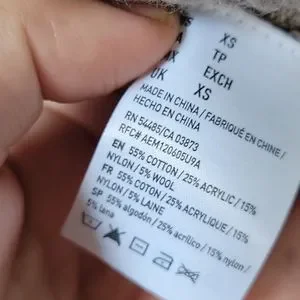 XS
TP
EXCH
UK XS
MADE IN CHINA / FABRIQUÉ EN CHINE /
HECHO EN CHINA
RN 54485/CA 03873
RFC# AEM120605U9A
EN 55% COTTON / 25% ACRYLIC / 15%
NYLON / 5% WOOL
FR 55% COTON / 25% ACRYLIQUE / 15%
NYLON / 5% LAINE
SP 55% algodón / 25% acrílico / 15% nylon /
5% lana